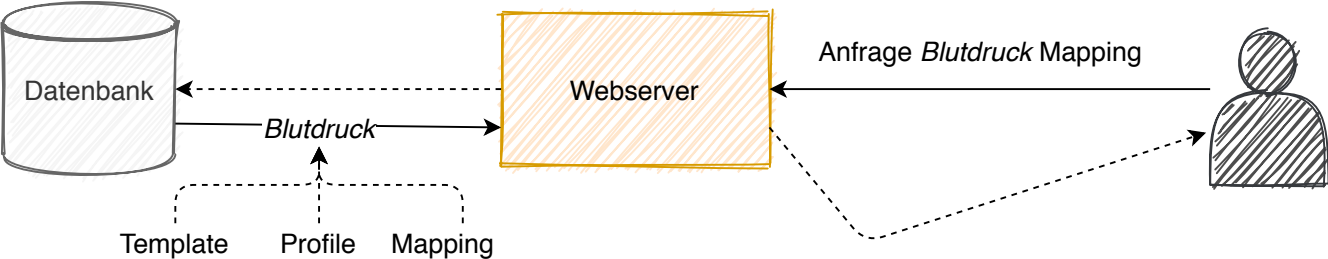 Anfrage Blutdruck Mapping
Datenbank
Webserver
Blutdruck
Template
Profile
Mapping